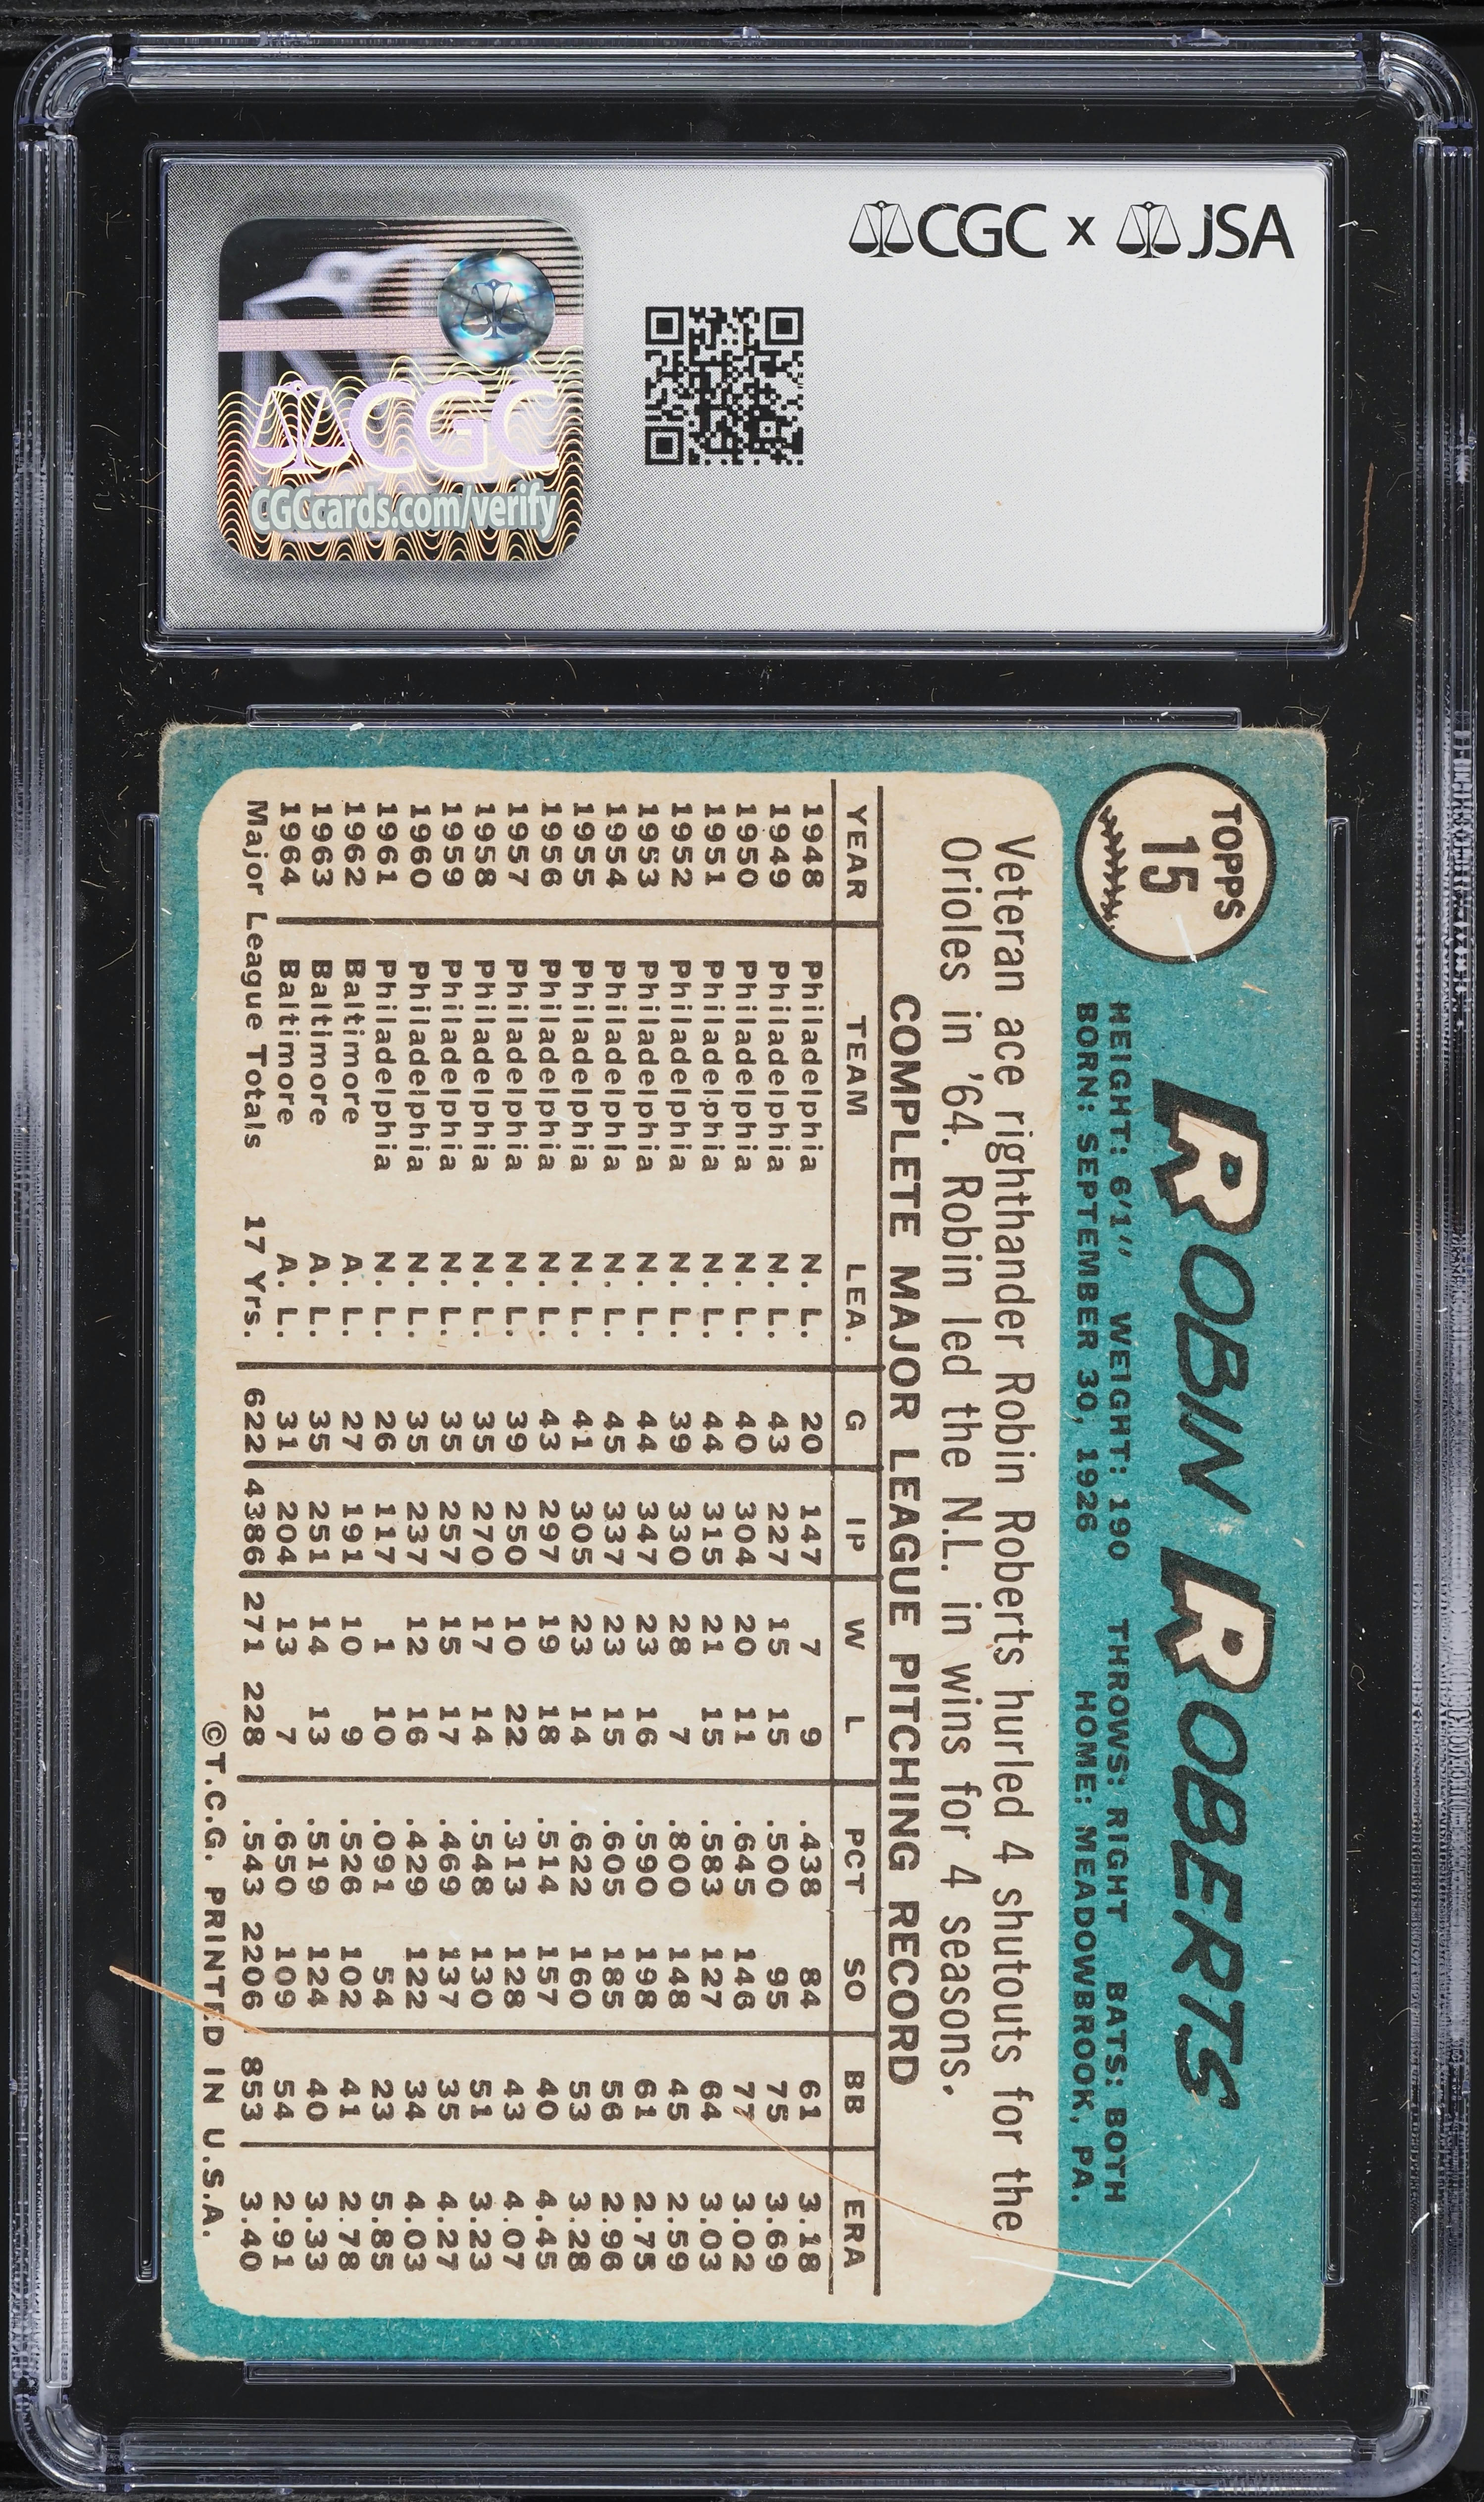 CGC x JSA
CGC
CGCcards.com/verify
TOPPS
15
ROBIN ROBERTS
HEIGHT: 6'1" WEIGHT: 190 THROWS: RIGHT BATS: BOTH
BORN: SEPTEMBER 30, 1926 HOME: MEADOWBROOK, PA.
Veteran ace righthander Robin Roberts hurled 4 shutouts for the
Orioles in '64. Robin led the N.L. in wins for 4 seasons.
COMPLETE MAJOR LEAGUE PITCHING RECORD
YEAR TEAM LEA. G IP W L PCT SO BB ERA
1948 Philadelphia N. L. 20 147 7 9 .438 84 61 3.18
1949 Philadelphia N. L. 43 227 15 15 .500 95 75 3.69
1950 Philadelphia N. L. 40 304 20 11 .645 146 77 3.02
1951 Philadelphia N. L. 44 315 21 15 .583 127 64 3.03
1952 Philadelphia N. L. 39 330 28 7 .800 148 45 2.59
1953 Philadelphia N. L. 44 347 23 16 .590 198 61 2.75
1954 Philadelphia N. L. 45 337 23 15 .605 185 56 2.96
1955 Philadelphia N. L. 41 305 23 14 .622 160 53 3.28
1956 Philadelphia N. L. 43 297 19 18 .514 157 40 4.45
1957 Philadelphia N. L. 39 250 10 22 .313 128 43 4.07
1958 Philadelphia N. L. 35 270 17 14 .548 130 51 3.23
1959 Philadelphia N. L. 35 257 15 17 .469 137 35 4.27
1960 Philadelphia N. L. 35 237 12 16 .429 122 34 4.03
1961 Philadelphia N. L. 26 117 1 10 .091 54 23 5.85
1962 Baltimore A. L. 27 191 10 9 .526 102 41 2.78
1963 Baltimore A. L. 35 251 14 13 .519 124 40 3.33
1964 Baltimore A. L. 31 204 13 7 .650 109 54 2.91
Major League Totals 17 Yrs. 622 4386 271 228 .543 2206 853 3.40
©T.C.G. PRINTED IN U.S.A.